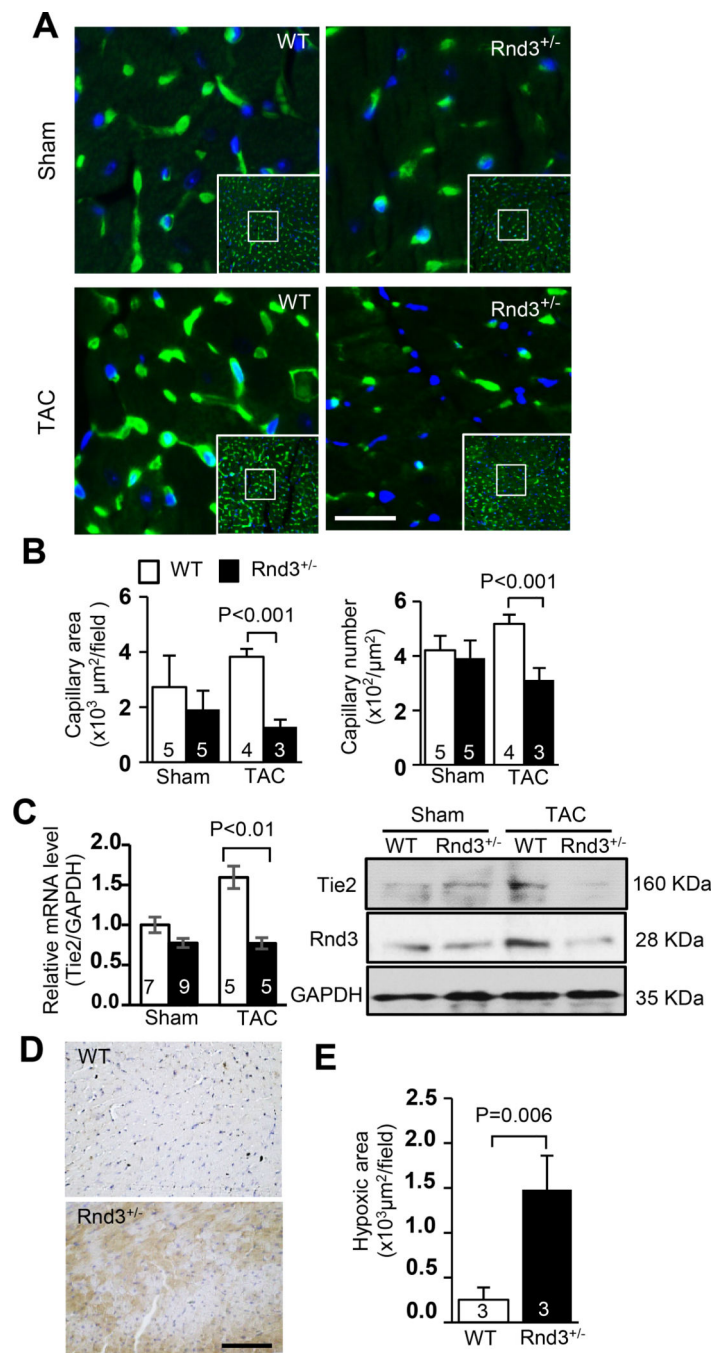 A
WT
Rnd3+/-
Sham
WT
Rnd3+/-
TAC
B
WT
Rnd3+/-
Capillary area
(x10³ µm²/field )
6
4
2
0
P<0.001
5
5
4
3
Sham
TAC
Capillary number
(x10²/µm²)
6
4
2
0
P<0.001
5
5
4
3
Sham
TAC
C
Relative mRNA level
(Tie2/GAPDH)
2.0
1.5
1.0
0.5
0.0
P<0.01
7
9
5
5
Sham
TAC
Sham
TAC
WT
Rnd3+/-
WT
Rnd3+/-
Tie2
160 KDa
Rnd3
28 KDa
GAPDH
35 KDa
D
WT
Rnd3+/-
E
Hypoxic area
(x10³µm²/field)
2.5
2.0
1.5
1.0
0.5
0.0
P=0.006
3
3
WT
Rnd3+/-